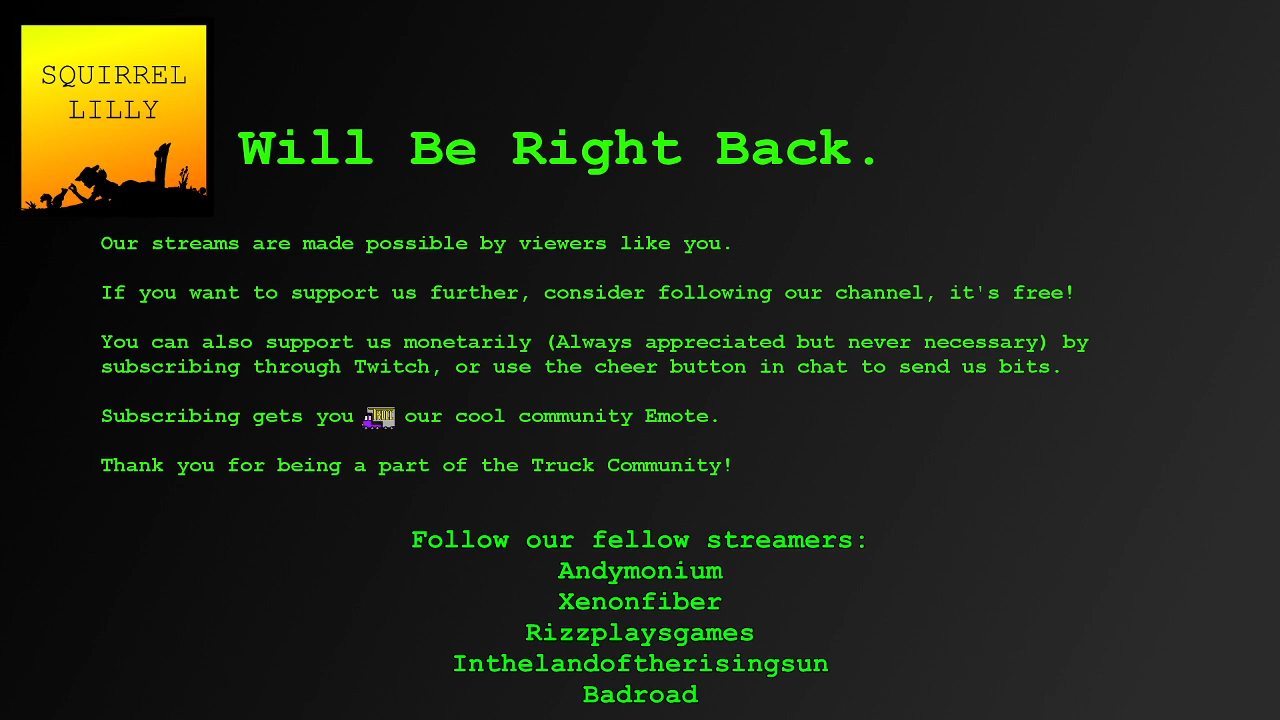 SQUIRREL
LILLY
Will Be Right Back.
Our streams are made possible by viewers like you.
If you want to support us further, consider following our channel, it's free!
You can also support us monetarily (Always appreciated but never necessary) by
subscribing through Twitch, or use the cheer button in chat to send us bits.
Subscribing gets you our cool community Emote.
Thank you for being a part of the Truck Community!
Follow our fellow streamers:
Andymonium
Xenonfiber
Rizzplaysgames
Inthelandoftherisingsun
Badroad